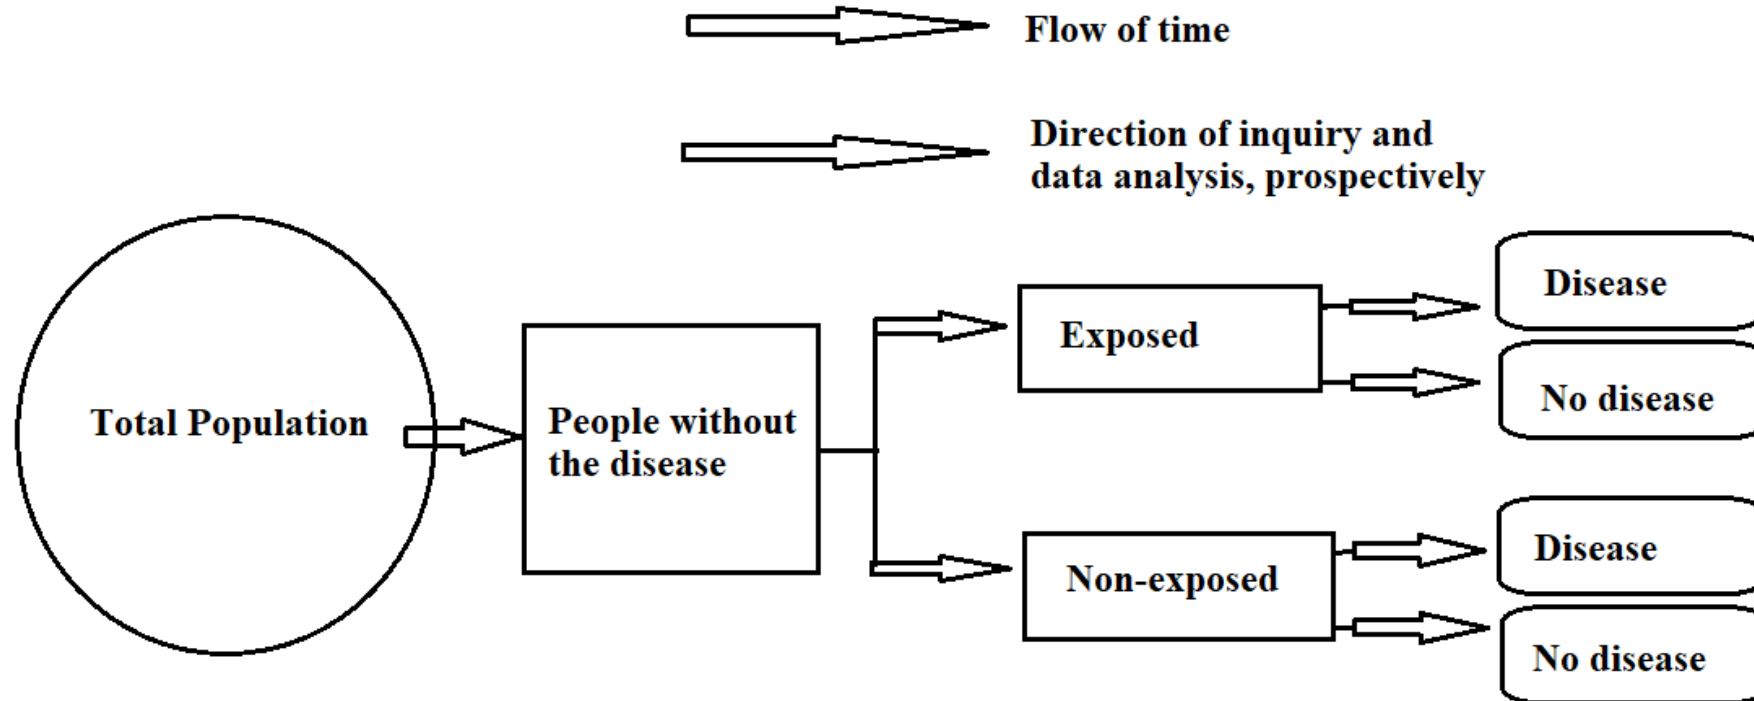 Flow of time
Direction of inquiry and
data analysis, prospectively
Total Population
People without
the disease
Exposed
Non-exposed
Disease
No disease
Disease
No disease